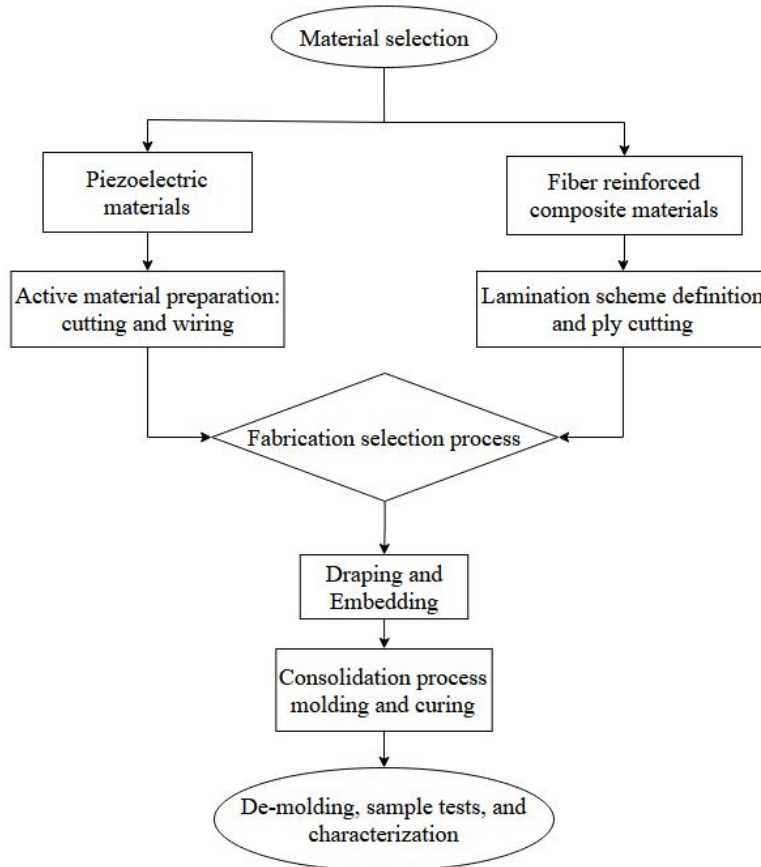 Material selection
Piezoelectric
materials
Fiber reinforced
composite materials
Active material preparation:
cutting and wiring
Lamination scheme definition
and ply cutting
Fabrication selection process
Draping and
Embedding
Consolidation process
molding and curing
De-molding, sample tests, and
characterization